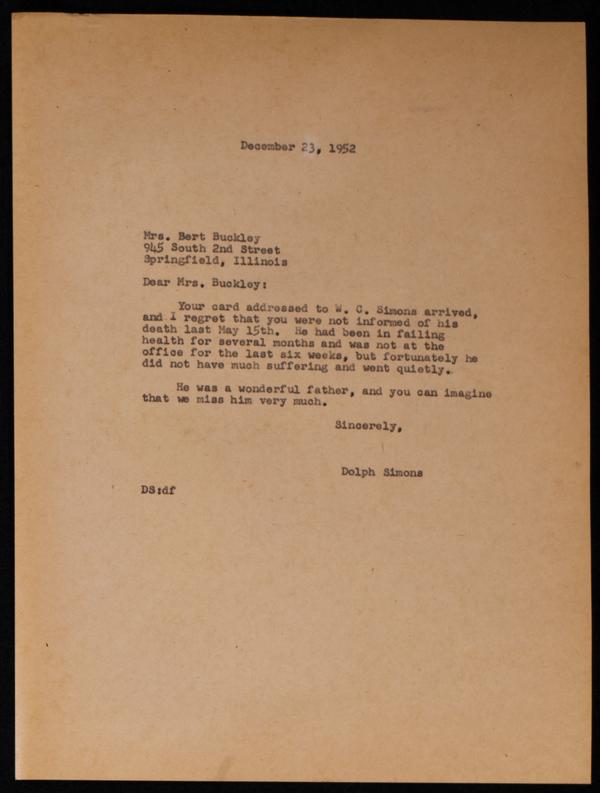 December 23, 1952
Mrs. Bert Buckley
945 South 2nd Street
Springfield, Illinois
Dear Mrs. Buckley:
Your card addressed to W. C. Simons arrived,
and I regret that you were not informed of his
death last May 15th. He had been in failing
health for several months and was not at the
office for the last six weeks, but fortunately he
did not have much suffering and went quietly.
He was a wonderful father, and you can imagine
that we miss him very much.
Sincerely,
Dolph Simons
DS:df